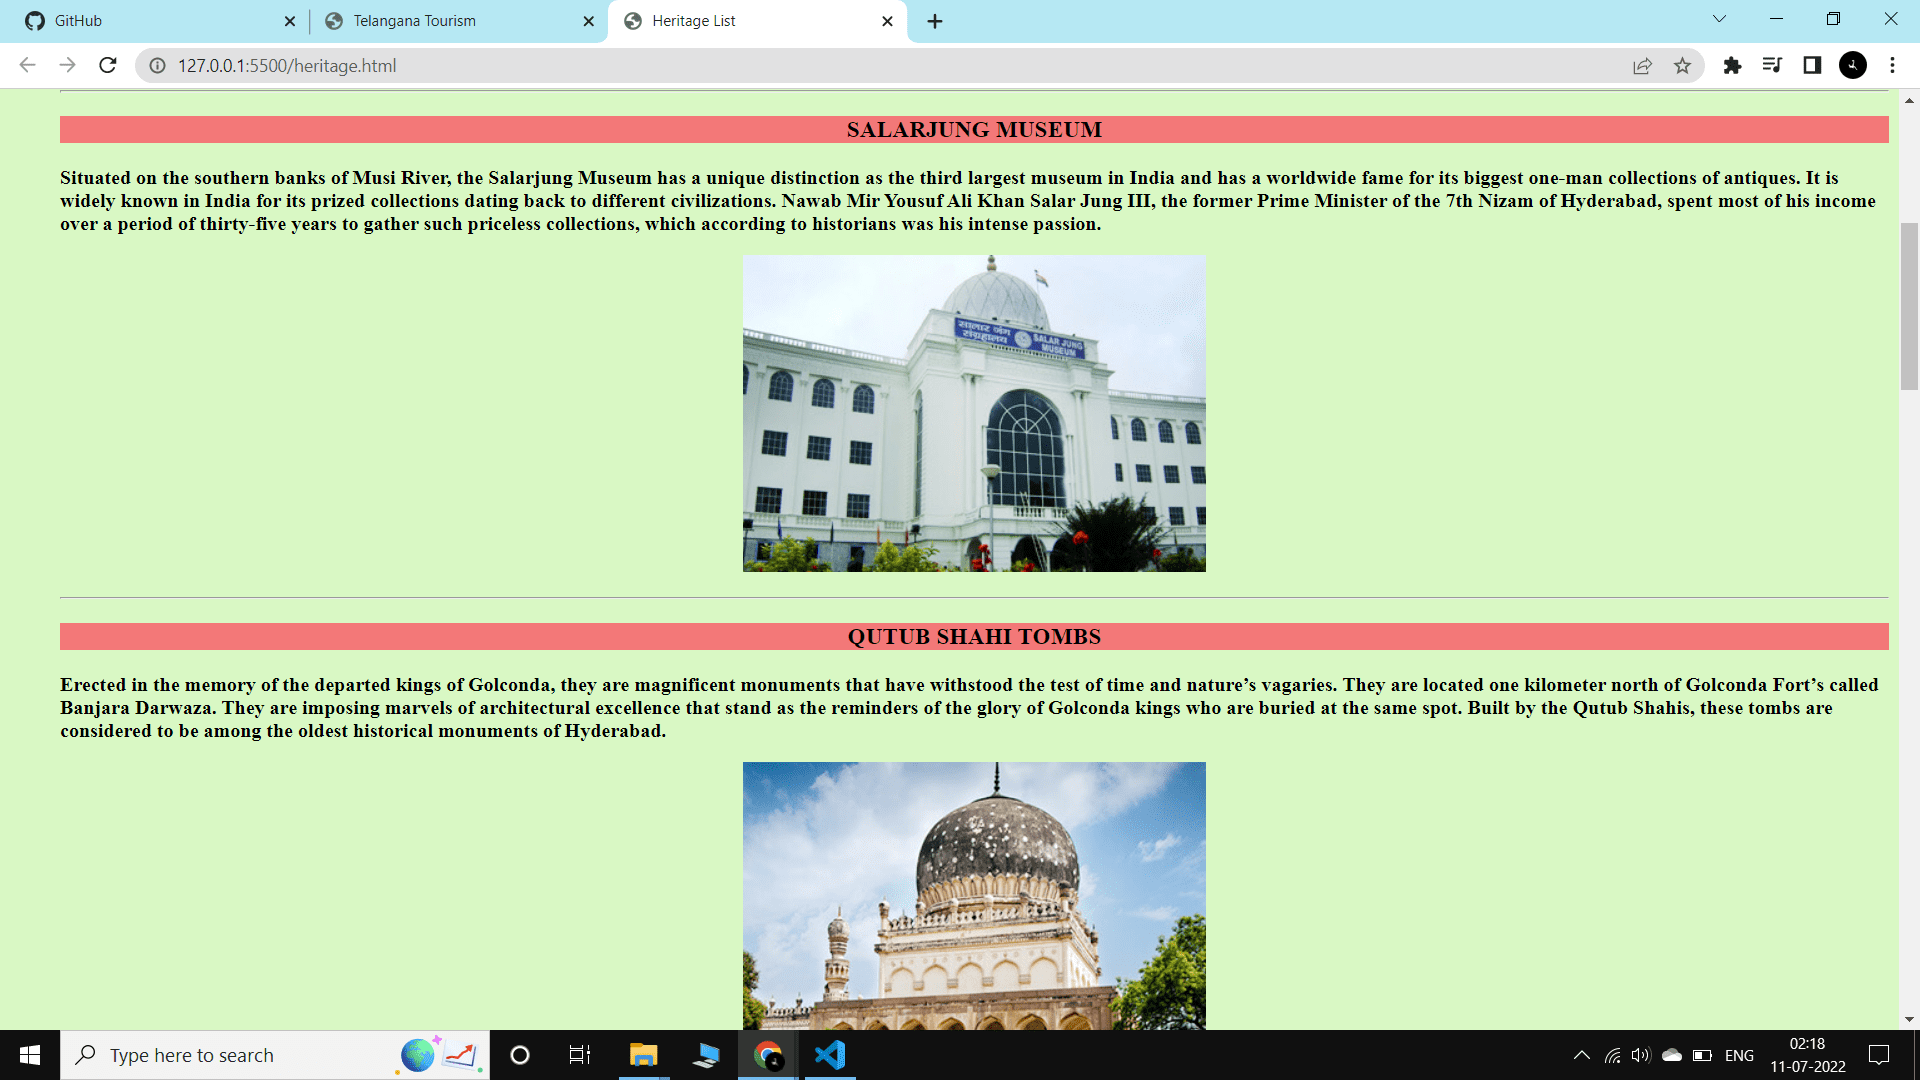 GitHub
Telangana Tourism
Heritage List
127.0.0.1:5500/heritage.html
SALARJUNG MUSEUM
Situated on the southern banks of Musi River, the Salarjung Museum has a unique distinction as the third largest museum in India and has a worldwide fame for its biggest one-man collections of antiques. It is
widely known in India for its prized collections dating back to different civilizations. Nawab Mir Yousuf Ali Khan Salar Jung III, the former Prime Minister of the 7th Nizam of Hyderabad, spent most of his income
over a period of thirty-five years to gather such priceless collections, which according to historians was his intense passion.
सालार जंग
संग्रहालय
SALAR JUNG
MUSEUM
QUTUB SHAHI TOMBS
Erected in the memory of the departed kings of Golconda, they are magnificent monuments that have withstood the test of time and nature’s vagaries. They are located one kilometer north of Golconda Fort’s called
Banjara Darwaza. They are imposing marvels of architectural excellence that stand as the reminders of the glory of Golconda kings who are buried at the same spot. Built by the Qutub Shahis, these tombs are
considered to be among the oldest historical monuments of Hyderabad.
Type here to search
ENG
02:18
11-07-2022